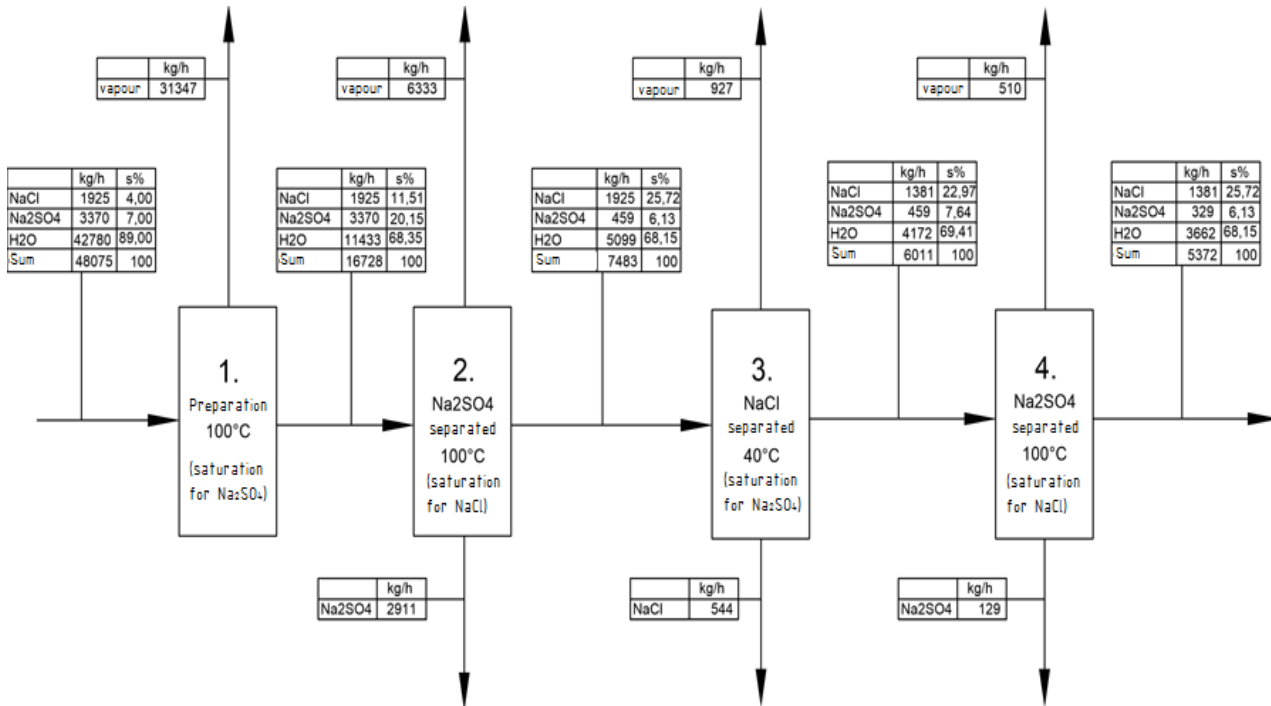 kg/h
vapour 31347
kg/h
vapour 6333
kg/h
vapour 927
kg/h
vapour 510
kg/h s%
NaCl 1925 4,00
Na2SO4 3370 7,00
H2O 42780 89,00
Sum 48075 100
kg/h s%
NaCl 1925 11,51
Na2SO4 3370 20,15
H2O 11433 68,35
Sum 16728 100
kg/h s%
NaCl 1925 25,72
Na2SO4 459 6,13
H2O 5099 68,15
Sum 7483 100
kg/h s%
NaCl 1381 22,97
Na2SO4 459 7,64
H2O 4172 69,41
Sum 6011 100
kg/h s%
NaCl 1381 25,72
Na2SO4 329 6,13
H2O 3662 68,15
Sum 5372 100
1.
Preparation
100°C
(saturation
for Na₂SO₄)
2.
Na2SO4
separated
100°C
(saturation
for NaCl)
3.
NaCl
separated
40°C
(saturation
for Na₂SO₄)
4.
Na2SO4
separated
100°C
(saturation
for NaCl)
kg/h
Na2SO4 2911
kg/h
NaCl 544
kg/h
Na2SO4 129